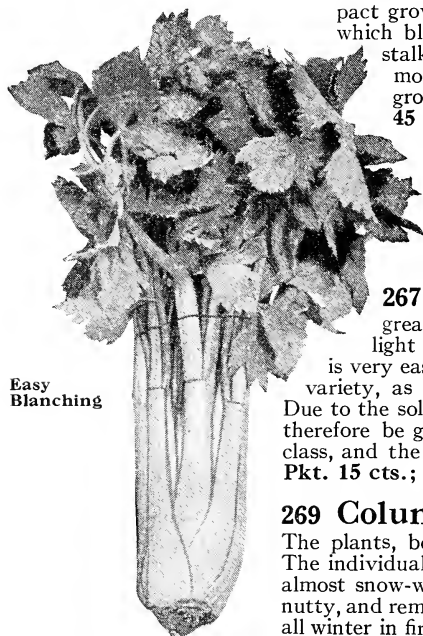 pact grov
which bl
stalk
mo
gro
45
267
grea
light
is very eas
variety, as
Due to the sol
therefore be g
class, and the
Pkt. 15 cts.;
Easy
Blanching
269 Colum
The plants, be
The individual
almost snow-w
nutty, and rem
all winter in fir